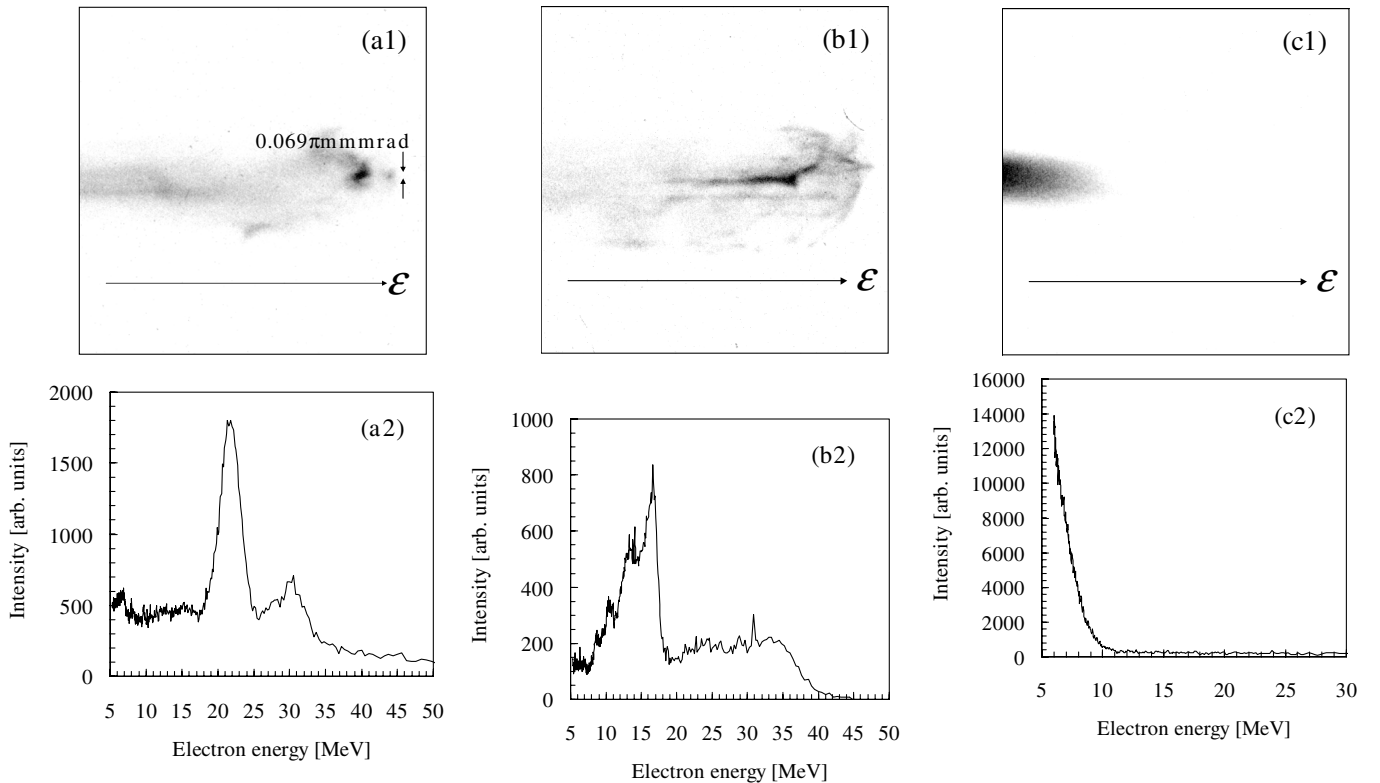 (a1)
0.069πmmmrad
ε
(b1)
ε
(c1)
ε
2000
1500
1000
500
0
Intensity [arb. units]
(a2)
5 10 15 20 25 30 35 40 45 50
Electron energy [MeV]
1000
800
600
400
200
0
Intensity [arb. units]
(b2)
5 10 15 20 25 30 35 40 45 50
Electron energy [MeV]
16000
14000
12000
10000
8000
6000
4000
2000
0
Intensity [arb. units]
(c2)
5 10 15 20 25 30
Electron energy [MeV]